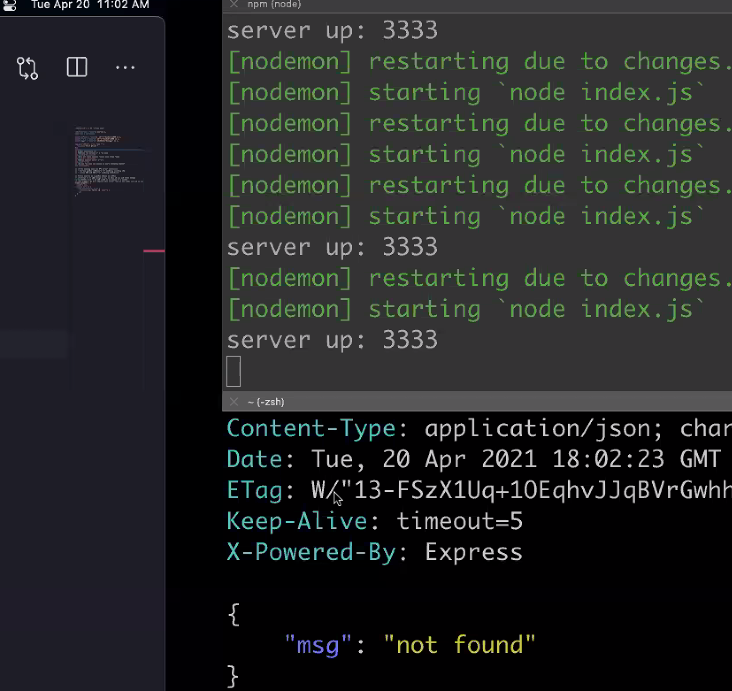 Tue Apr 20 11:02 AM
npm (node)
server up: 3333
[nodemon] restarting due to changes.
[nodemon] starting `node index.js`
[nodemon] restarting due to changes.
[nodemon] starting `node index.js`
[nodemon] restarting due to changes.
[nodemon] starting `node index.js`
server up: 3333
[nodemon] restarting due to changes.
[nodemon] starting `node index.js`
server up: 3333
~ (-zsh)
Content-Type: application/json; char
Date: Tue, 20 Apr 2021 18:02:23 GMT
ETag: W/"13-FSzX1Uq+1OEqhvJJqBVrGwhh
Keep-Alive: timeout=5
X-Powered-By: Express
{
"msg": "not found"
}